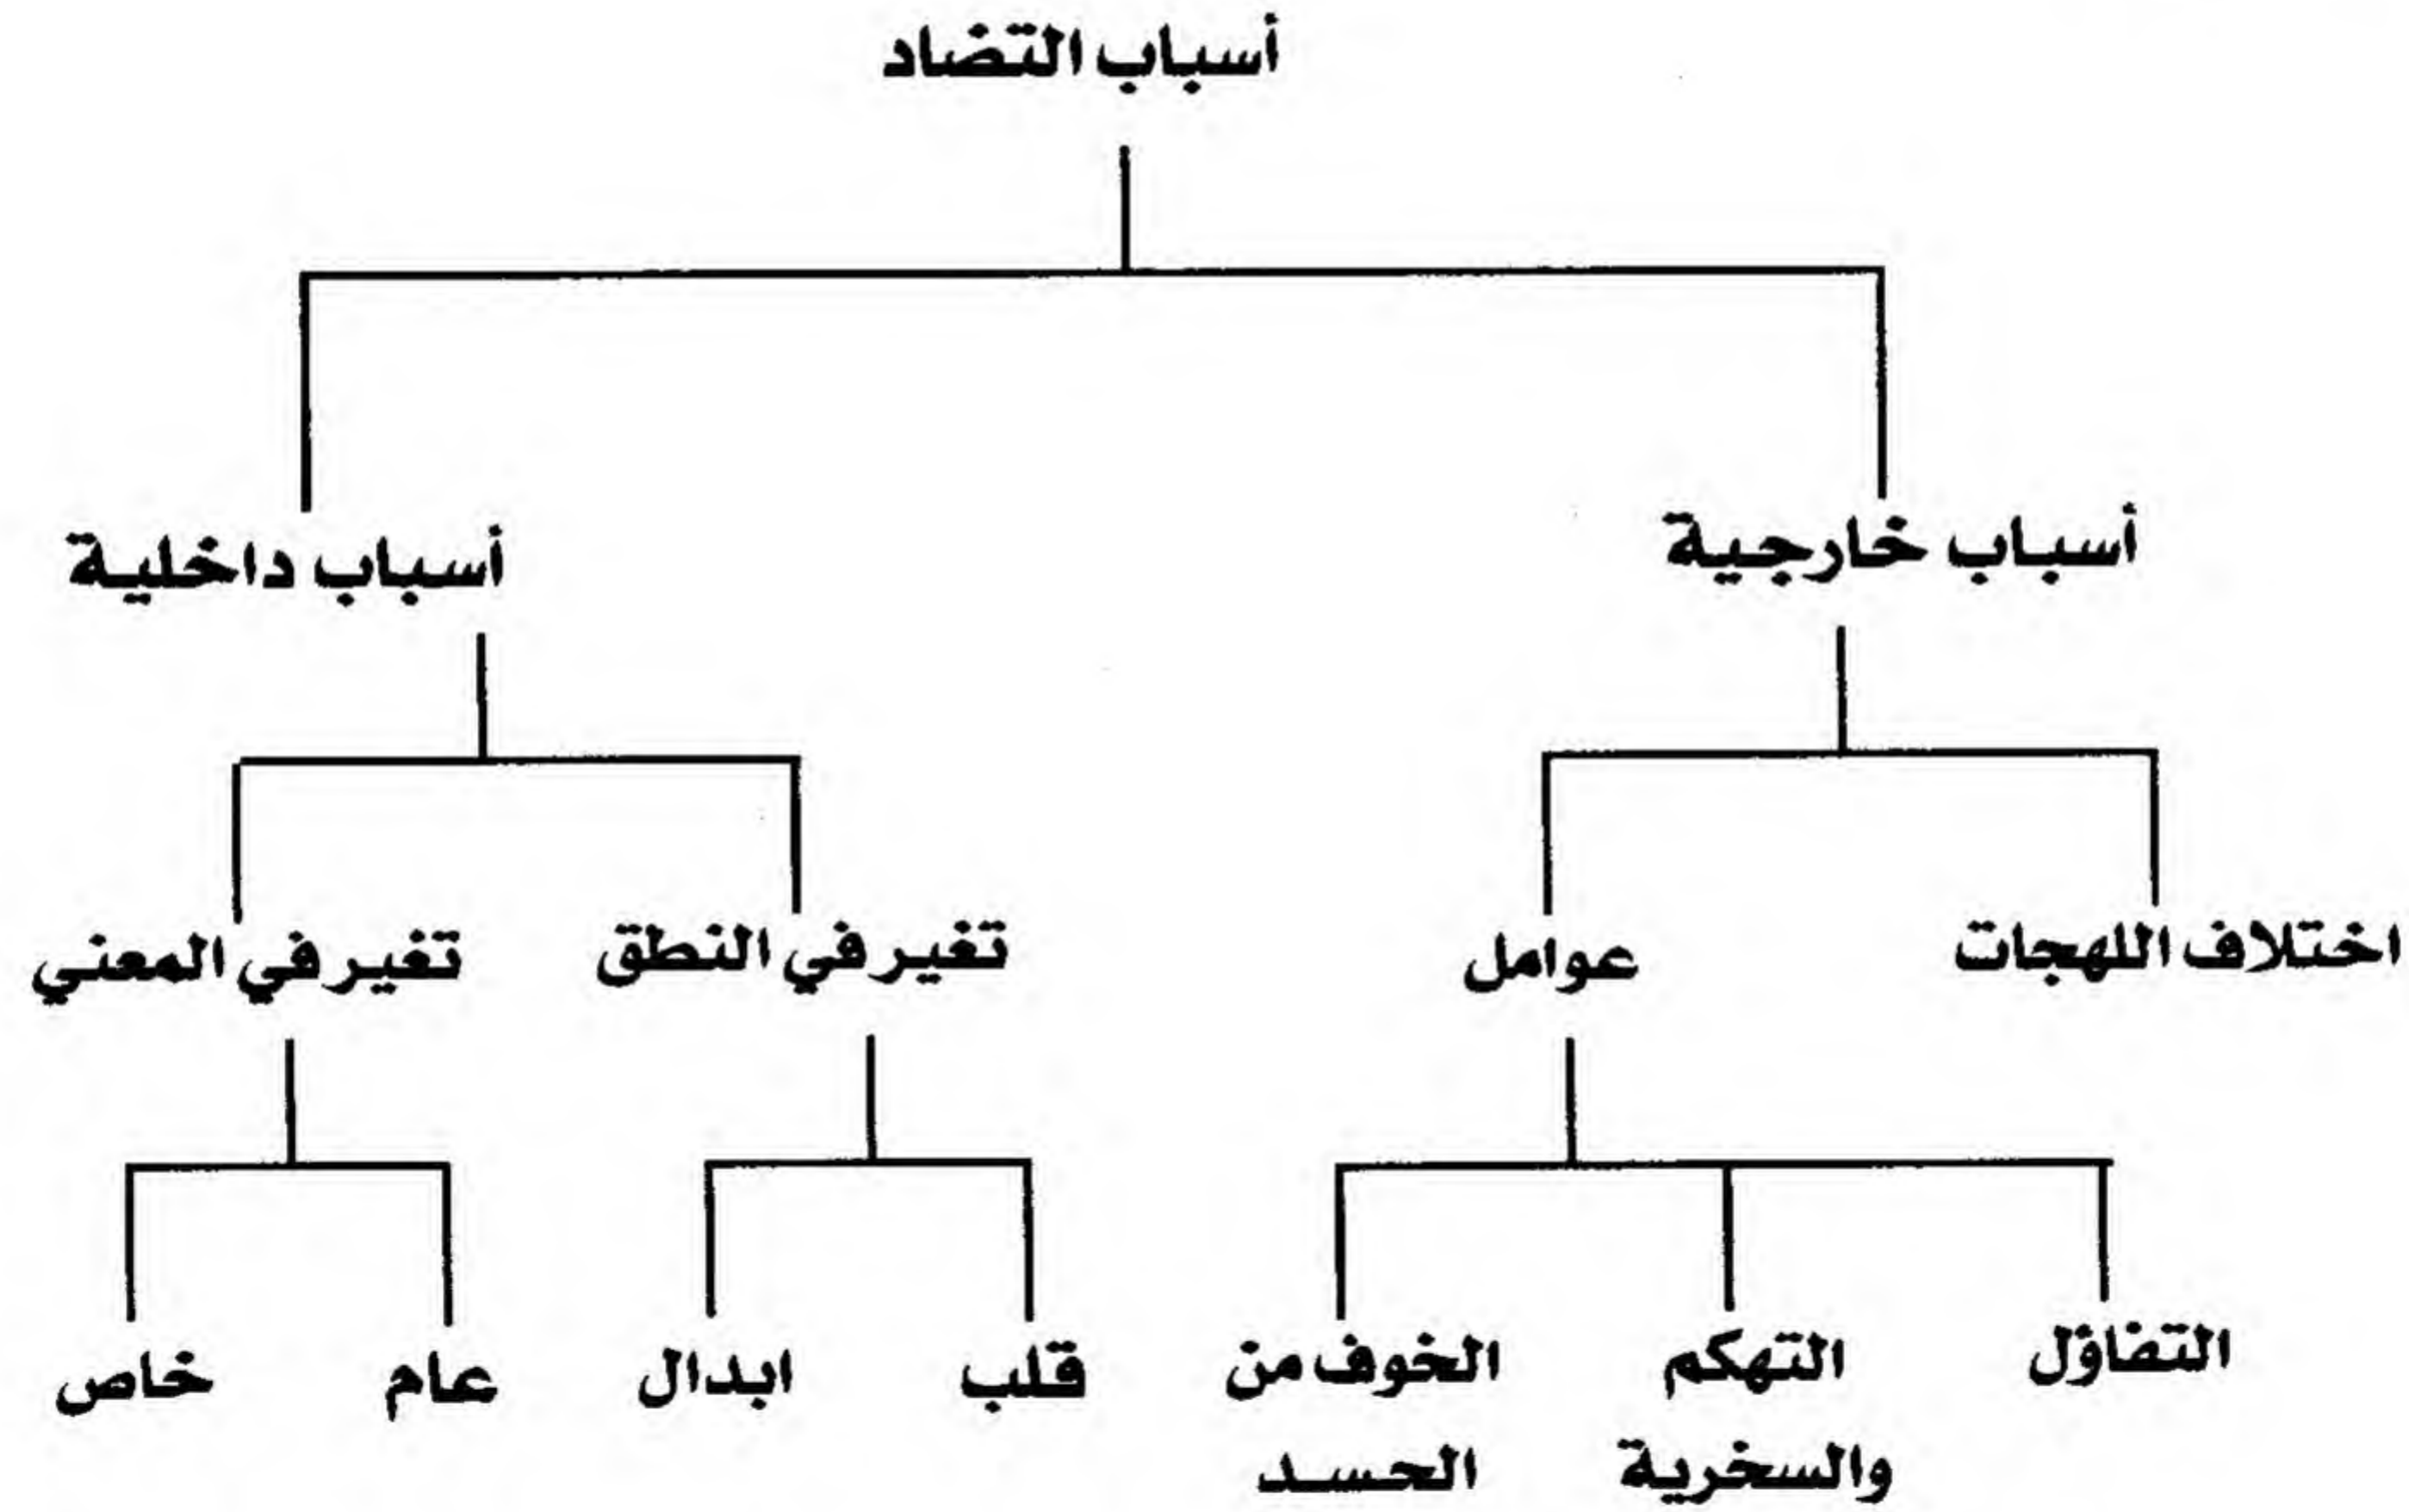 أسباب التضاد
أسباب خارجية
أسباب داخلية
اختلاف اللهجات
عوامل
تغير في النطق
تغير في المعني
التفاؤل
التهكم
والسخرية
الخوف من
الحسد
قلب
ابدال
عام
خاص